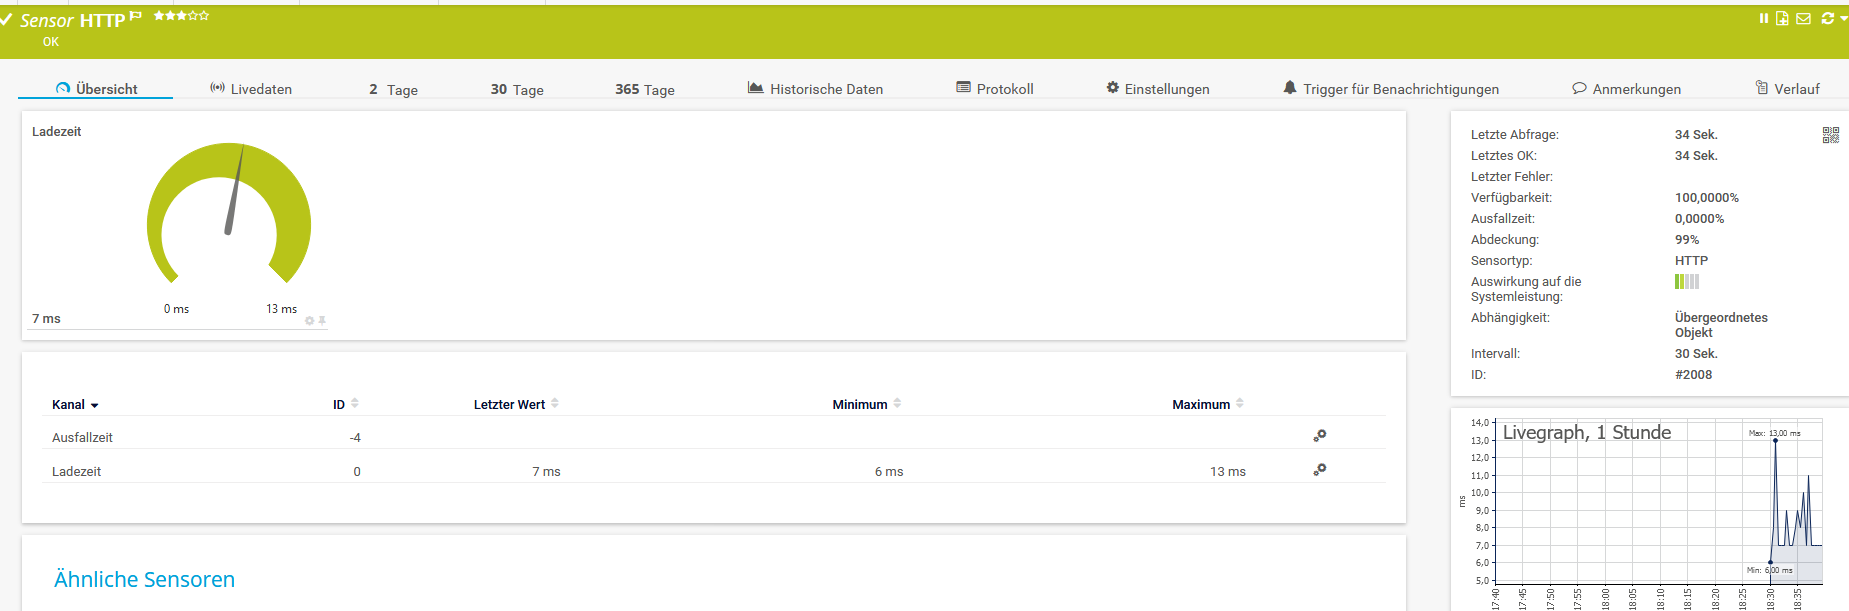 Sensor HTTP
OK
Übersicht
Livedaten
2 Tage
30 Tage
365 Tage
Historische Daten
Protokoll
Einstellungen
Trigger für Benachrichtigungen
Anmerkungen
Verlauf
Ladezeit
0 ms
13 ms
7 ms
Kanal ID Letzter Wert Minimum Maximum
Ausfallzeit -4
Ladezeit 0 7 ms 6 ms 13 ms
Ähnliche Sensoren
Letzte Abfrage: 34 Sek.
Letztes OK: 34 Sek.
Letzter Fehler:
Verfügbarkeit: 100,0000%
Ausfallzeit: 0,0000%
Abdeckung: 99%
Sensortyp: HTTP
Auswirkung auf die
Systemleistung:
Abhängigkeit: Übergeordnetes
Objekt
Intervall: 30 Sek.
ID: #2008
Livegraph, 1 Stunde
Max: 13,00 ms
14,0
13,0
12,0
11,0
10,0
9,0
8,0
7,0
6,0
5,0
ms
Min: 6,00 ms
17:40
17:45
17:50
17:55
18:00
18:05
18:10
18:15
18:20
18:25
18:30
18:35